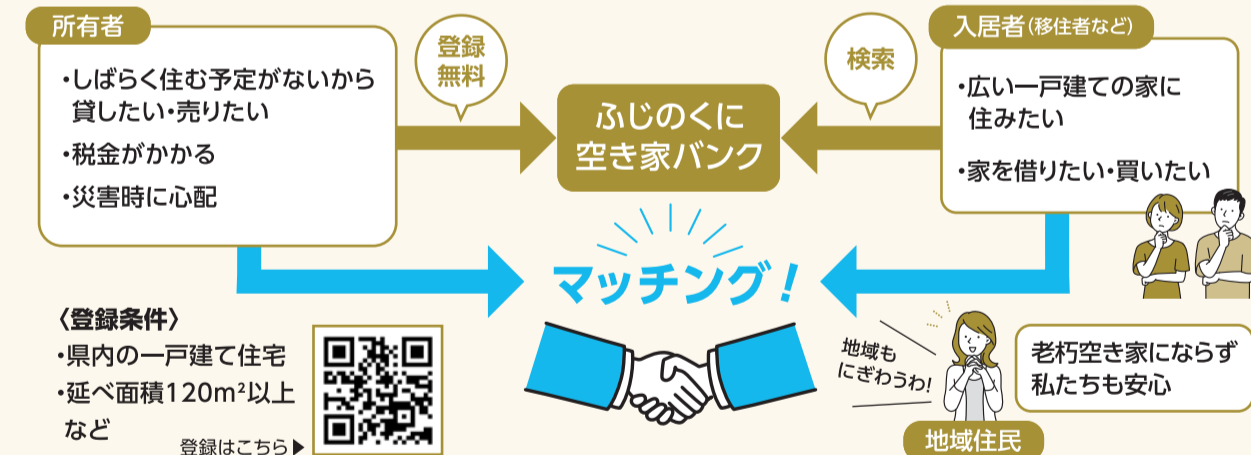 所有者
・しばらく住む予定がないから
貸したい・売りたい
・税金がかかる
・災害時に心配
登録
無料
ふじのくに
空き家バンク
検索
入居者(移住者など)
・広い一戸建ての家に
住みたい
・家を借りたい・買いたい
マッチング!
〈登録条件〉
・県内の一戸建て住宅
・延べ面積120m²以上
など
登録はこちら▶
地域も
にぎわうわ!
老朽空き家にならず
私たちも安心
地域住民